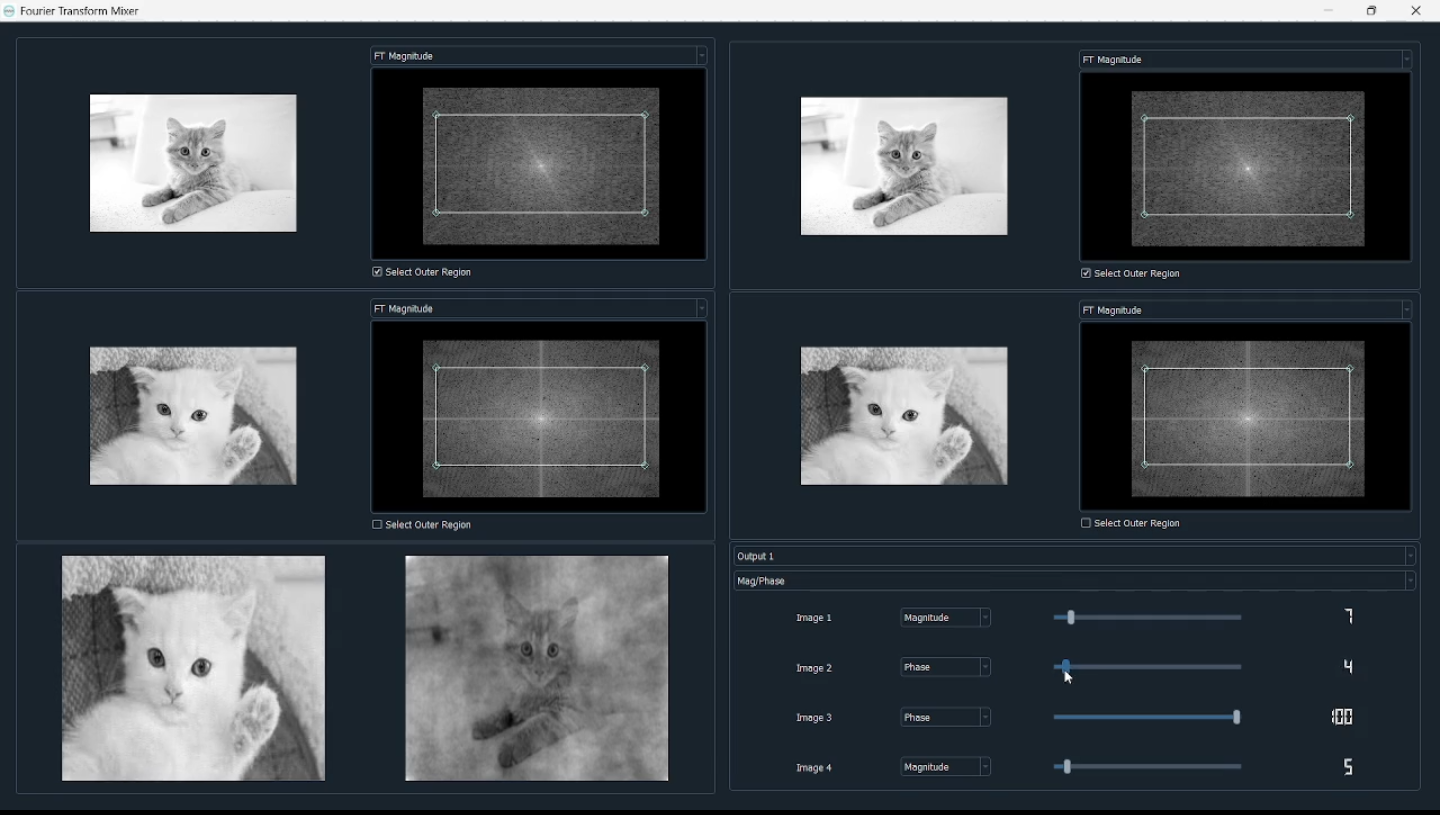 Fourier Transform Mixer
FT Magnitude
Select Outer Region
FT Magnitude
Select Outer Region
FT Magnitude
Select Outer Region
FT Magnitude
Select Outer Region
Output 1
Mag/Phase
Image 1 Magnitude 7
Image 2 Phase 4
Image 3 Phase 100
Image 4 Magnitude 5